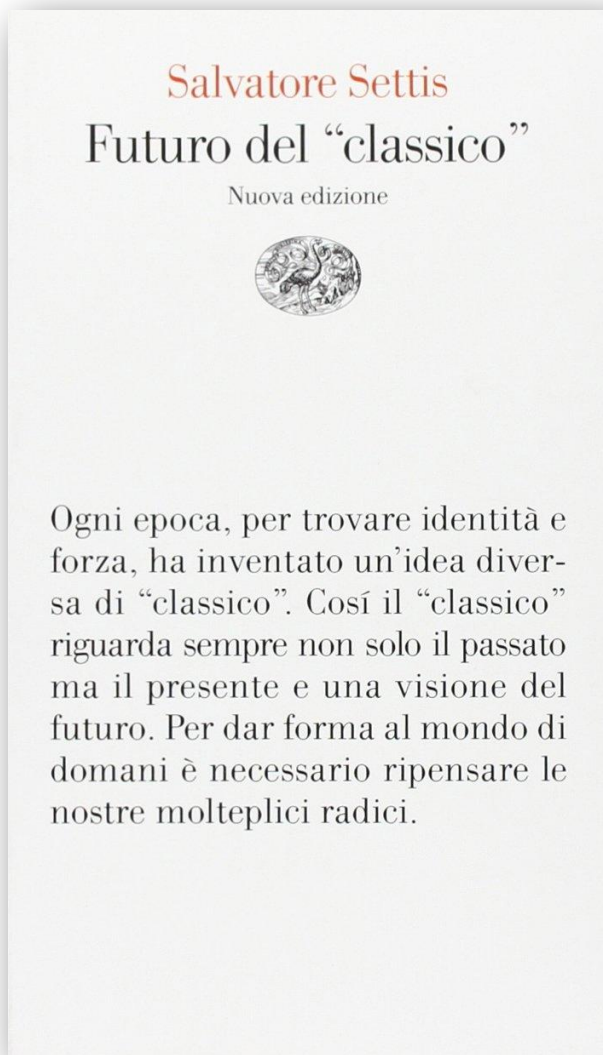 Salvatore Settis
Futuro del “classico”
Nuova edizione
Ogni epoca, per trovare identità e
forza, ha inventato un’idea diver-
sa di “classico”. Cosí il “classico”
riguarda sempre non solo il passato
ma il presente e una visione del
futuro. Per dar forma al mondo di
domani è necessario ripensare le
nostre molteplici radici.